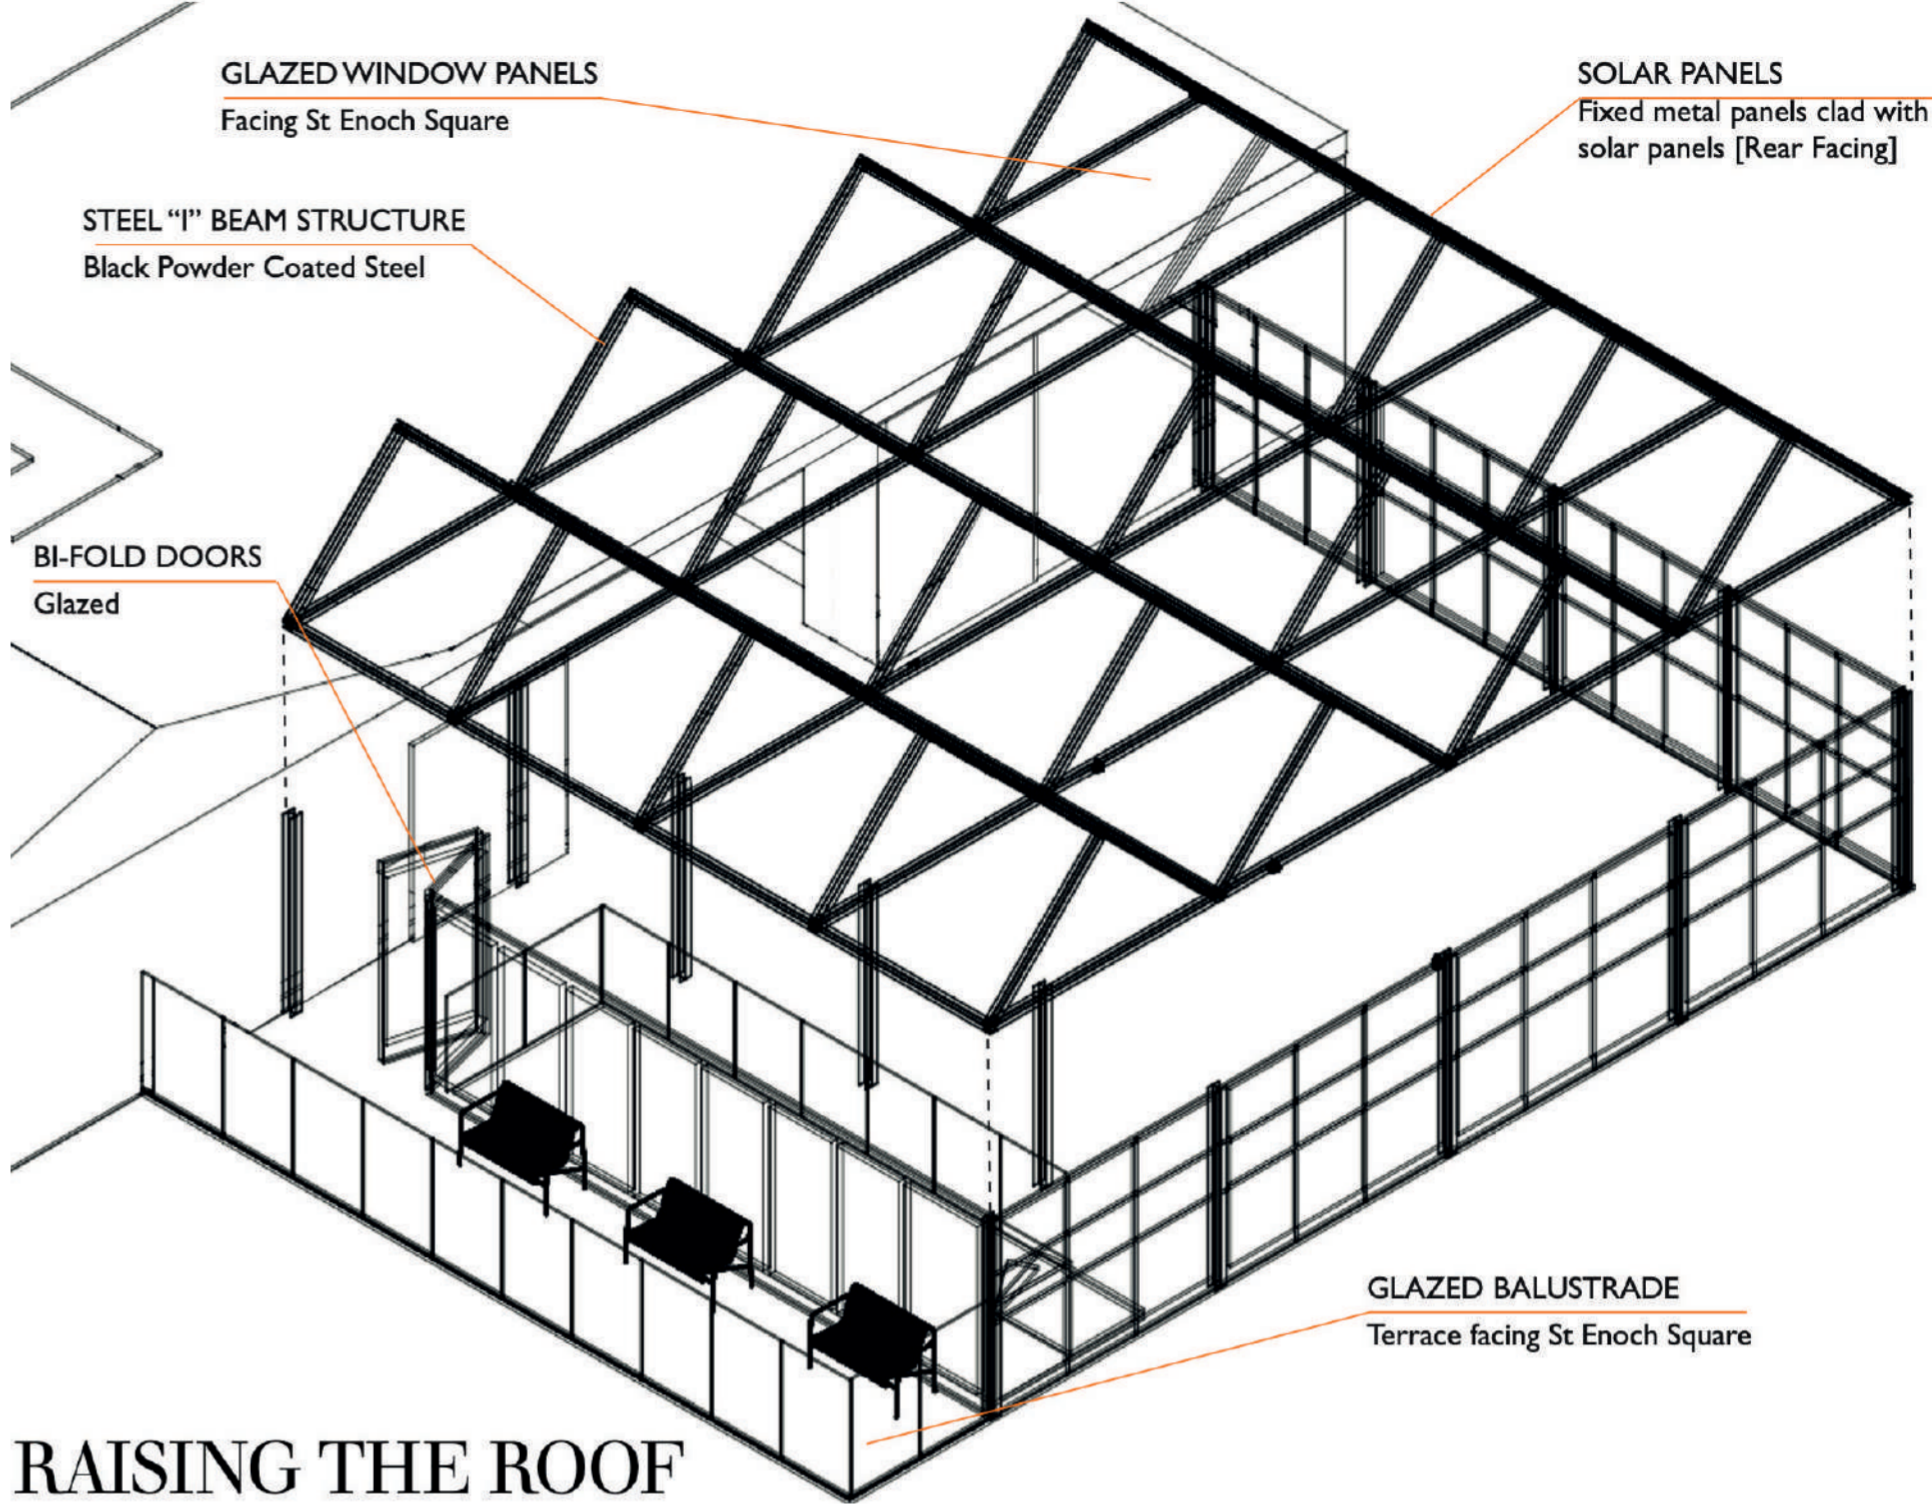 GLAZED WINDOW PANELS
Facing St Enoch Square
SOLAR PANELS
Fixed metal panels clad with
solar panels [Rear Facing]
STEEL “I” BEAM STRUCTURE
Black Powder Coated Steel
BI-FOLD DOORS
Glazed
GLAZED BALUSTRADE
Terrace facing St Enoch Square
RAISING THE ROOF